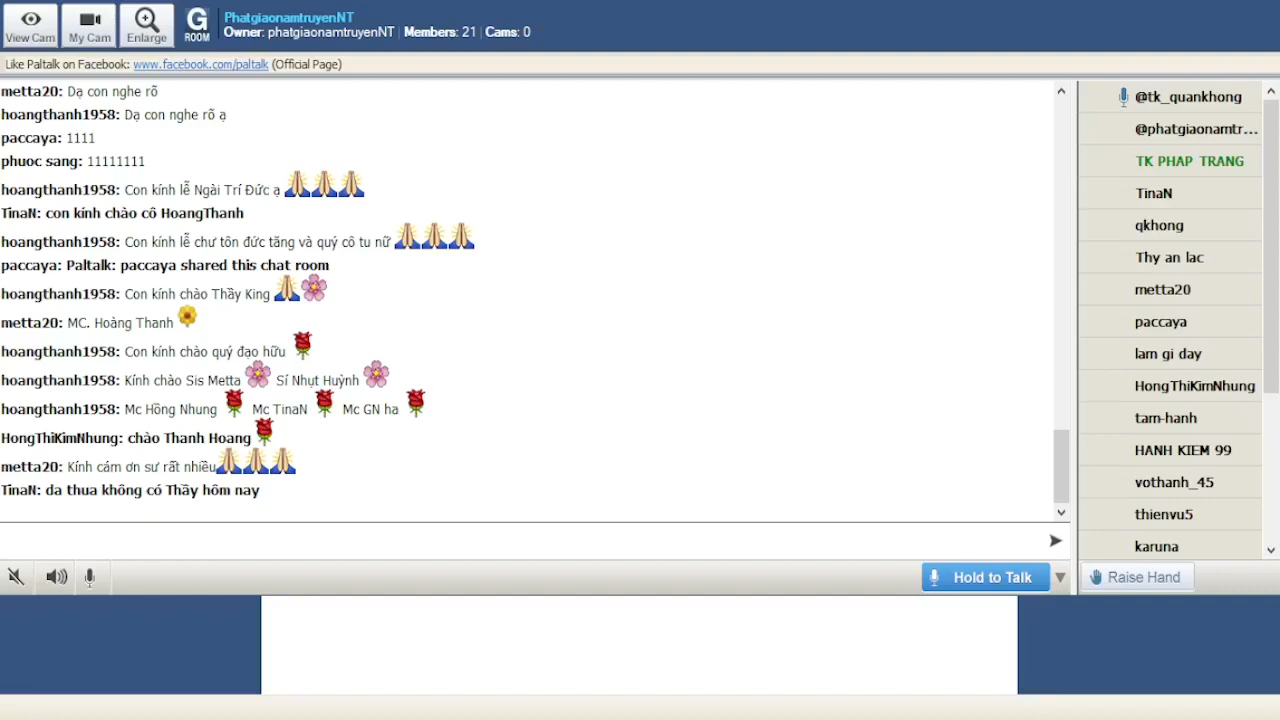 View Cam
My Cam
Enlarge
G
ROOM
PhatgiaonamtruyenNT
Owner: phatgiaonamtruyenNT | Members: 21 | Cams: 0
Like Paltalk on Facebook: www.facebook.com/paltalk (Official Page)
metta20: Dạ con nghe rõ
hoangthanh1958: Dạ con nghe rõ ạ
paccaya: 1111
phuoc sang: 11111111
hoangthanh1958: Con kính lễ Ngài Trí Đức ạ
TinaN: con kính chào cô HoangThanh
hoangthanh1958: Con kính lễ chư tôn đức tăng và quý cô tu nữ
paccaya: Paltalk: paccaya shared this chat room
hoangthanh1958: Con kính chào Thầy King
metta20: MC. Hoàng Thanh
hoangthanh1958: Con kính chào quý đạo hữu
hoangthanh1958: Kính chào Sis Metta Sí Nhụt Huỳnh
hoangthanh1958: Mc Hồng Nhung Mc TinaN Mc GN ha
HongThiKimNhung: chào Thanh Hoang
metta20: Kính cám ơn sư rất nhiều
TinaN: da thua không có Thầy hôm nay
@tk_quankhong
@phatgiaonamtr...
TK PHAP TRANG
TinaN
qkhong
Thy an lac
metta20
paccaya
lam gi day
HongThiKimNhung
tam-hanh
HANH KIEM 99
vothanh_45
thienvu5
karuna
Hold to Talk
Raise Hand